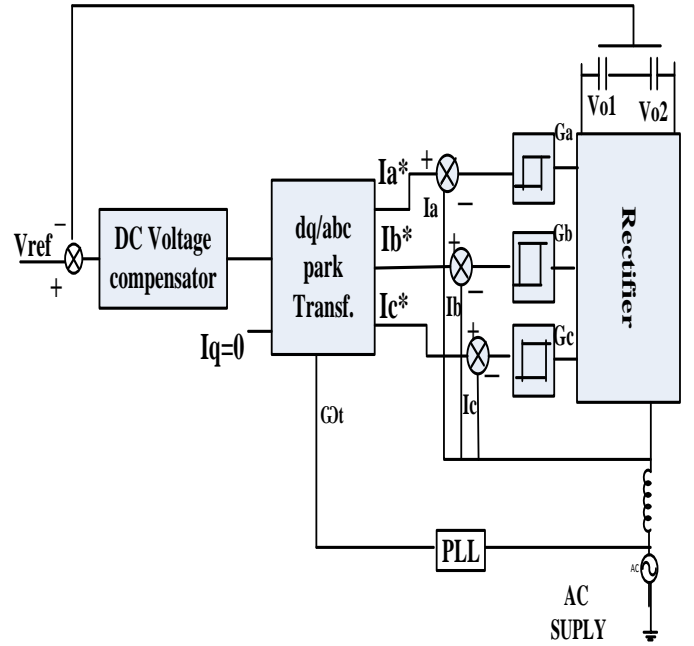 Vo1
Vo2
Ga
Ia*
+
Ia
−
dq/abc
park
Transf.
Ib*
+
Gb
−
Ib
Rectifier
−
Vref
+
DC Voltage
compensator
Ic*
+
Gc
−
Ic
Iq=0
ωt
PLL
AC
AC
SUPLY